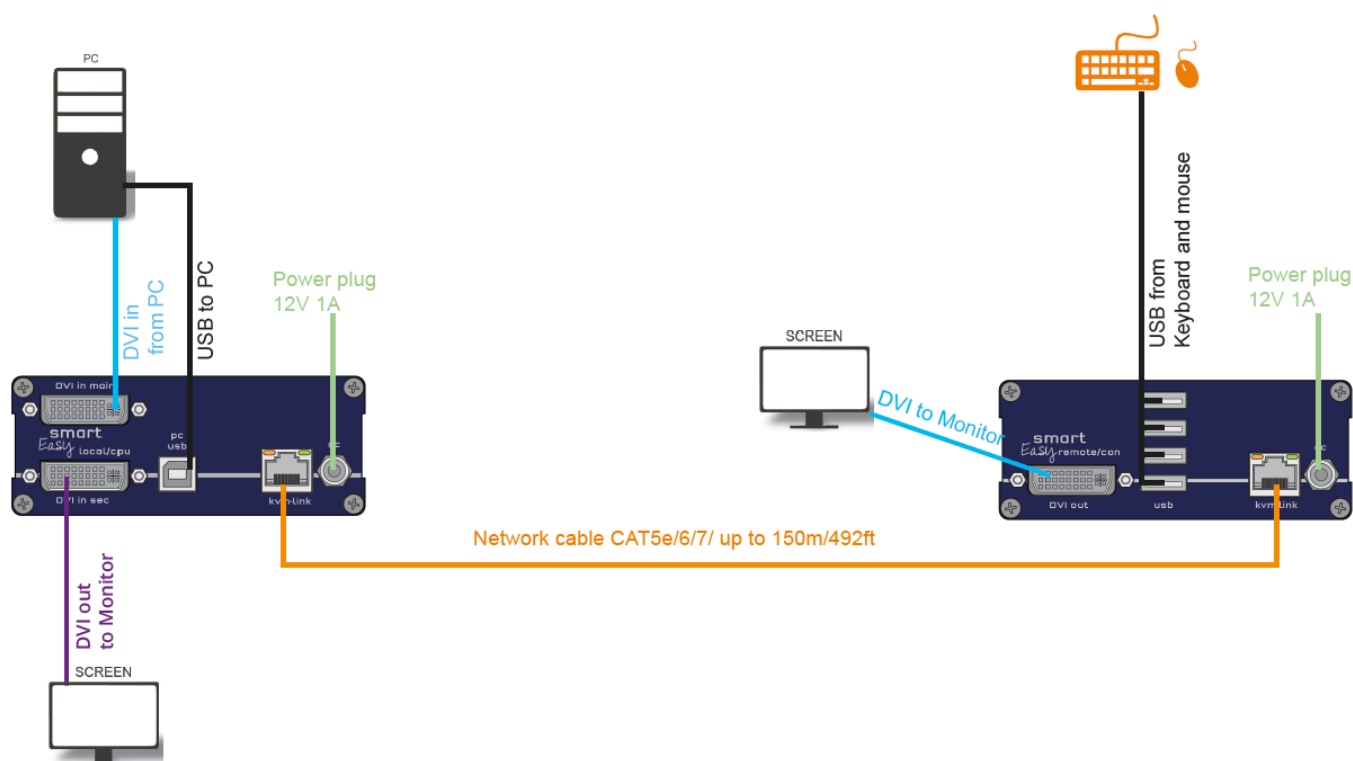 PC
DVI in
from PC
USB to PC
Power plug
12V 1A
DVI in main
smart
Easy local/cpu
pc
usb
DVI in sec
kvm-link
DVI out
to Monitor
SCREEN
Network cable CAT5e/6/7/ up to 150m/492ft
SCREEN
DVI to Monitor
USB from
Keyboard and mouse
Power plug
12V 1A
smart
Easy remote/con
DVI out
usb
kvm-link